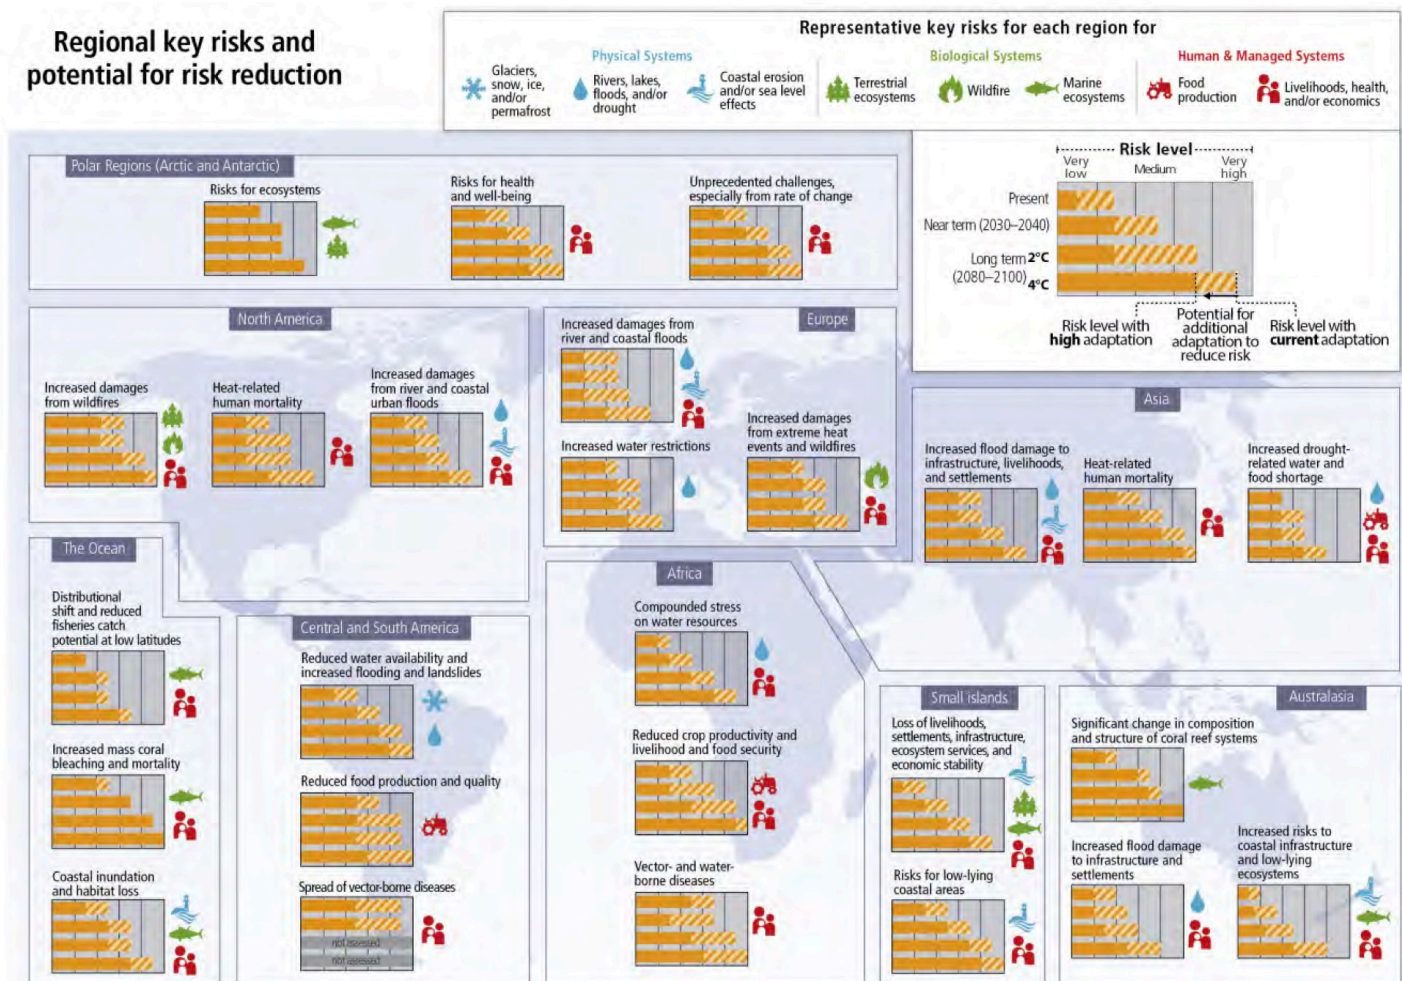 Regional key risks and
potential for risk reduction
Representative key risks for each region for
Physical Systems
Biological Systems
Human & Managed Systems
Glaciers,
snow, ice,
and/or
permafrost
Rivers, lakes,
floods, and/or
drought
Coastal erosion
and/or sea level
effects
Terrestrial
ecosystems
Wildfire
Marine
ecosystems
Food
production
Livelihoods, health,
and/or economics
Risk level
Very
low
Medium
Very
high
Present
Near term (2030–2040)
Long term 2°C
(2080–2100) 4°C
Risk level with
high adaptation
Potential for
additional
adaptation to
reduce risk
Risk level with
current adaptation
Polar Regions (Arctic and Antarctic)
Risks for ecosystems
Risks for health
and well-being
Unprecedented challenges,
especially from rate of change
North America
Increased damages
from wildfires
Heat-related
human mortality
Increased damages
from river and coastal
urban floods
Europe
Increased damages from
river and coastal floods
Increased water restrictions
Increased damages
from extreme heat
events and wildfires
Asia
Increased flood damage to
infrastructure, livelihoods,
and settlements
Heat-related
human mortality
Increased drought-
related water and
food shortage
The Ocean
Distributional
shift and reduced
fisheries catch
potential at low latitudes
Increased mass coral
bleaching and mortality
Coastal inundation
and habitat loss
Central and South America
Reduced water availability and
increased flooding and landslides
Reduced food production and quality
Spread of vector-borne diseases
not assessed
not assessed
Africa
Compounded stress
on water resources
Reduced crop productivity and
livelihood and food security
Vector- and water-
borne diseases
Small islands
Loss of livelihoods,
settlements, infrastructure,
ecosystem services, and
economic stability
Risks for low-lying
coastal areas
Australasia
Significant change in composition
and structure of coral reef systems
Increased flood damage
to infrastructure and
settlements
Increased risks to
coastal infrastructure
and low-lying
ecosystems